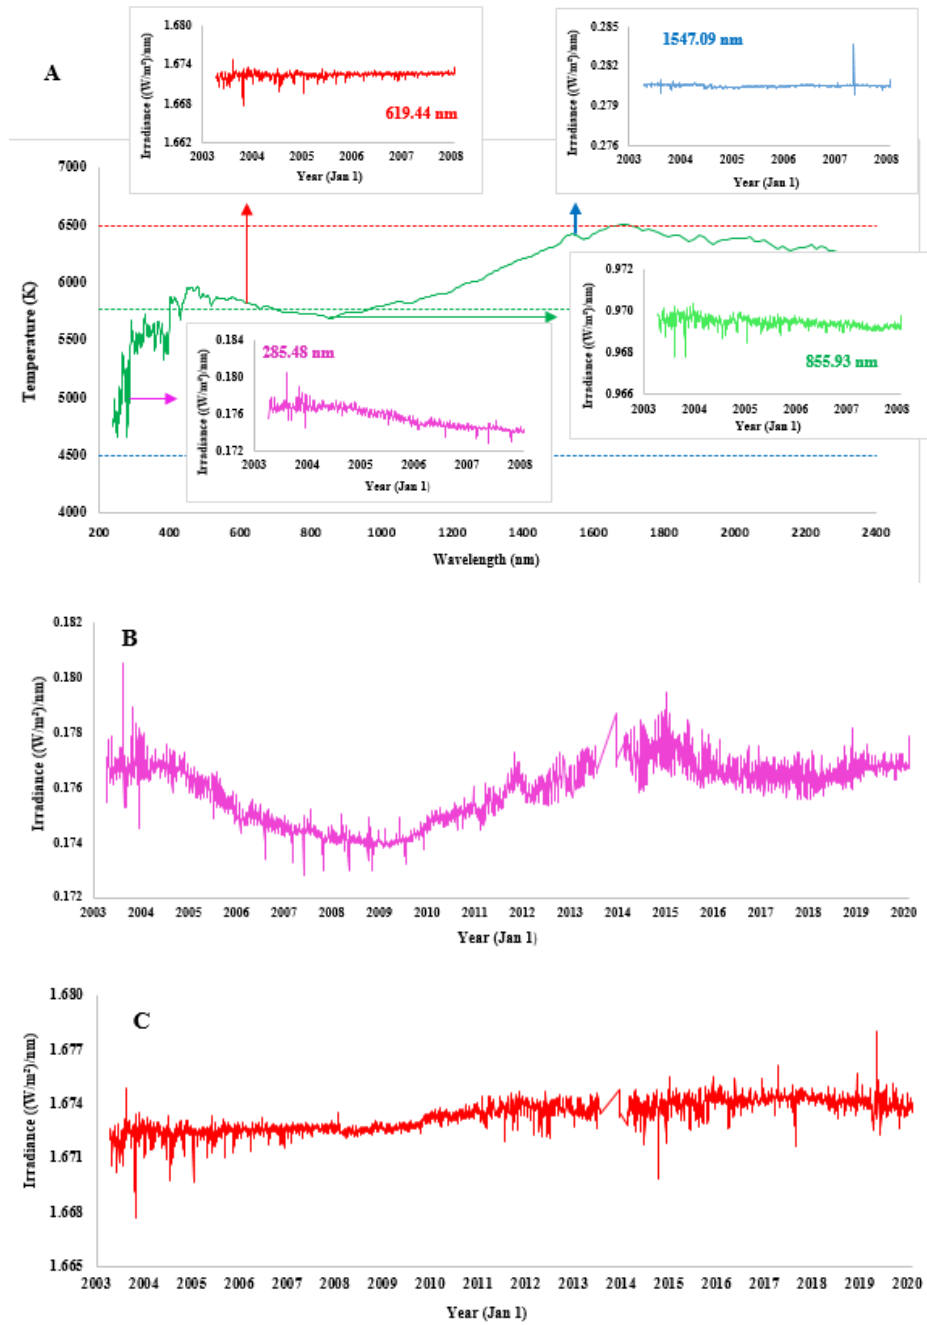 A
1.680
1.674
1.668
1.662
2003 2004 2005 2006 2007 2008
Irradiance ((W/m²)/nm)
Year (Jan 1)
619.44 nm
0.285
0.282
0.279
0.276
2003 2004 2005 2006 2007 2008
Irradiance ((W/m²)/nm)
Year (Jan 1)
1547.09 nm
7000
6500
6000
5500
5000
4500
4000
Temperature (K)
200 400 600 800 1000 1200 1400 1600 1800 2000 2200 2400
Wavelength (nm)
0.184
0.180
0.176
0.172
2003 2004 2005 2006 2007 2008
Irradiance ((W/m²)/nm)
Year (Jan 1)
285.48 nm
0.972
0.970
0.968
0.966
2003 2004 2005 2006 2007 2008
Irradiance ((W/m²)/nm)
Year (Jan 1)
855.93 nm
B
0.182
0.180
0.178
0.176
0.174
0.172
Irradiance ((W/m²)/nm)
2003 2004 2005 2006 2007 2008 2009 2010 2011 2012 2013 2014 2015 2016 2017 2018 2019 2020
Year (Jan 1)
C
1.680
1.677
1.674
1.671
1.668
1.665
Irradiance ((W/m²)/nm)
2003 2004 2005 2006 2007 2008 2009 2010 2011 2012 2013 2014 2015 2016 2017 2018 2019 2020
Year (Jan 1)